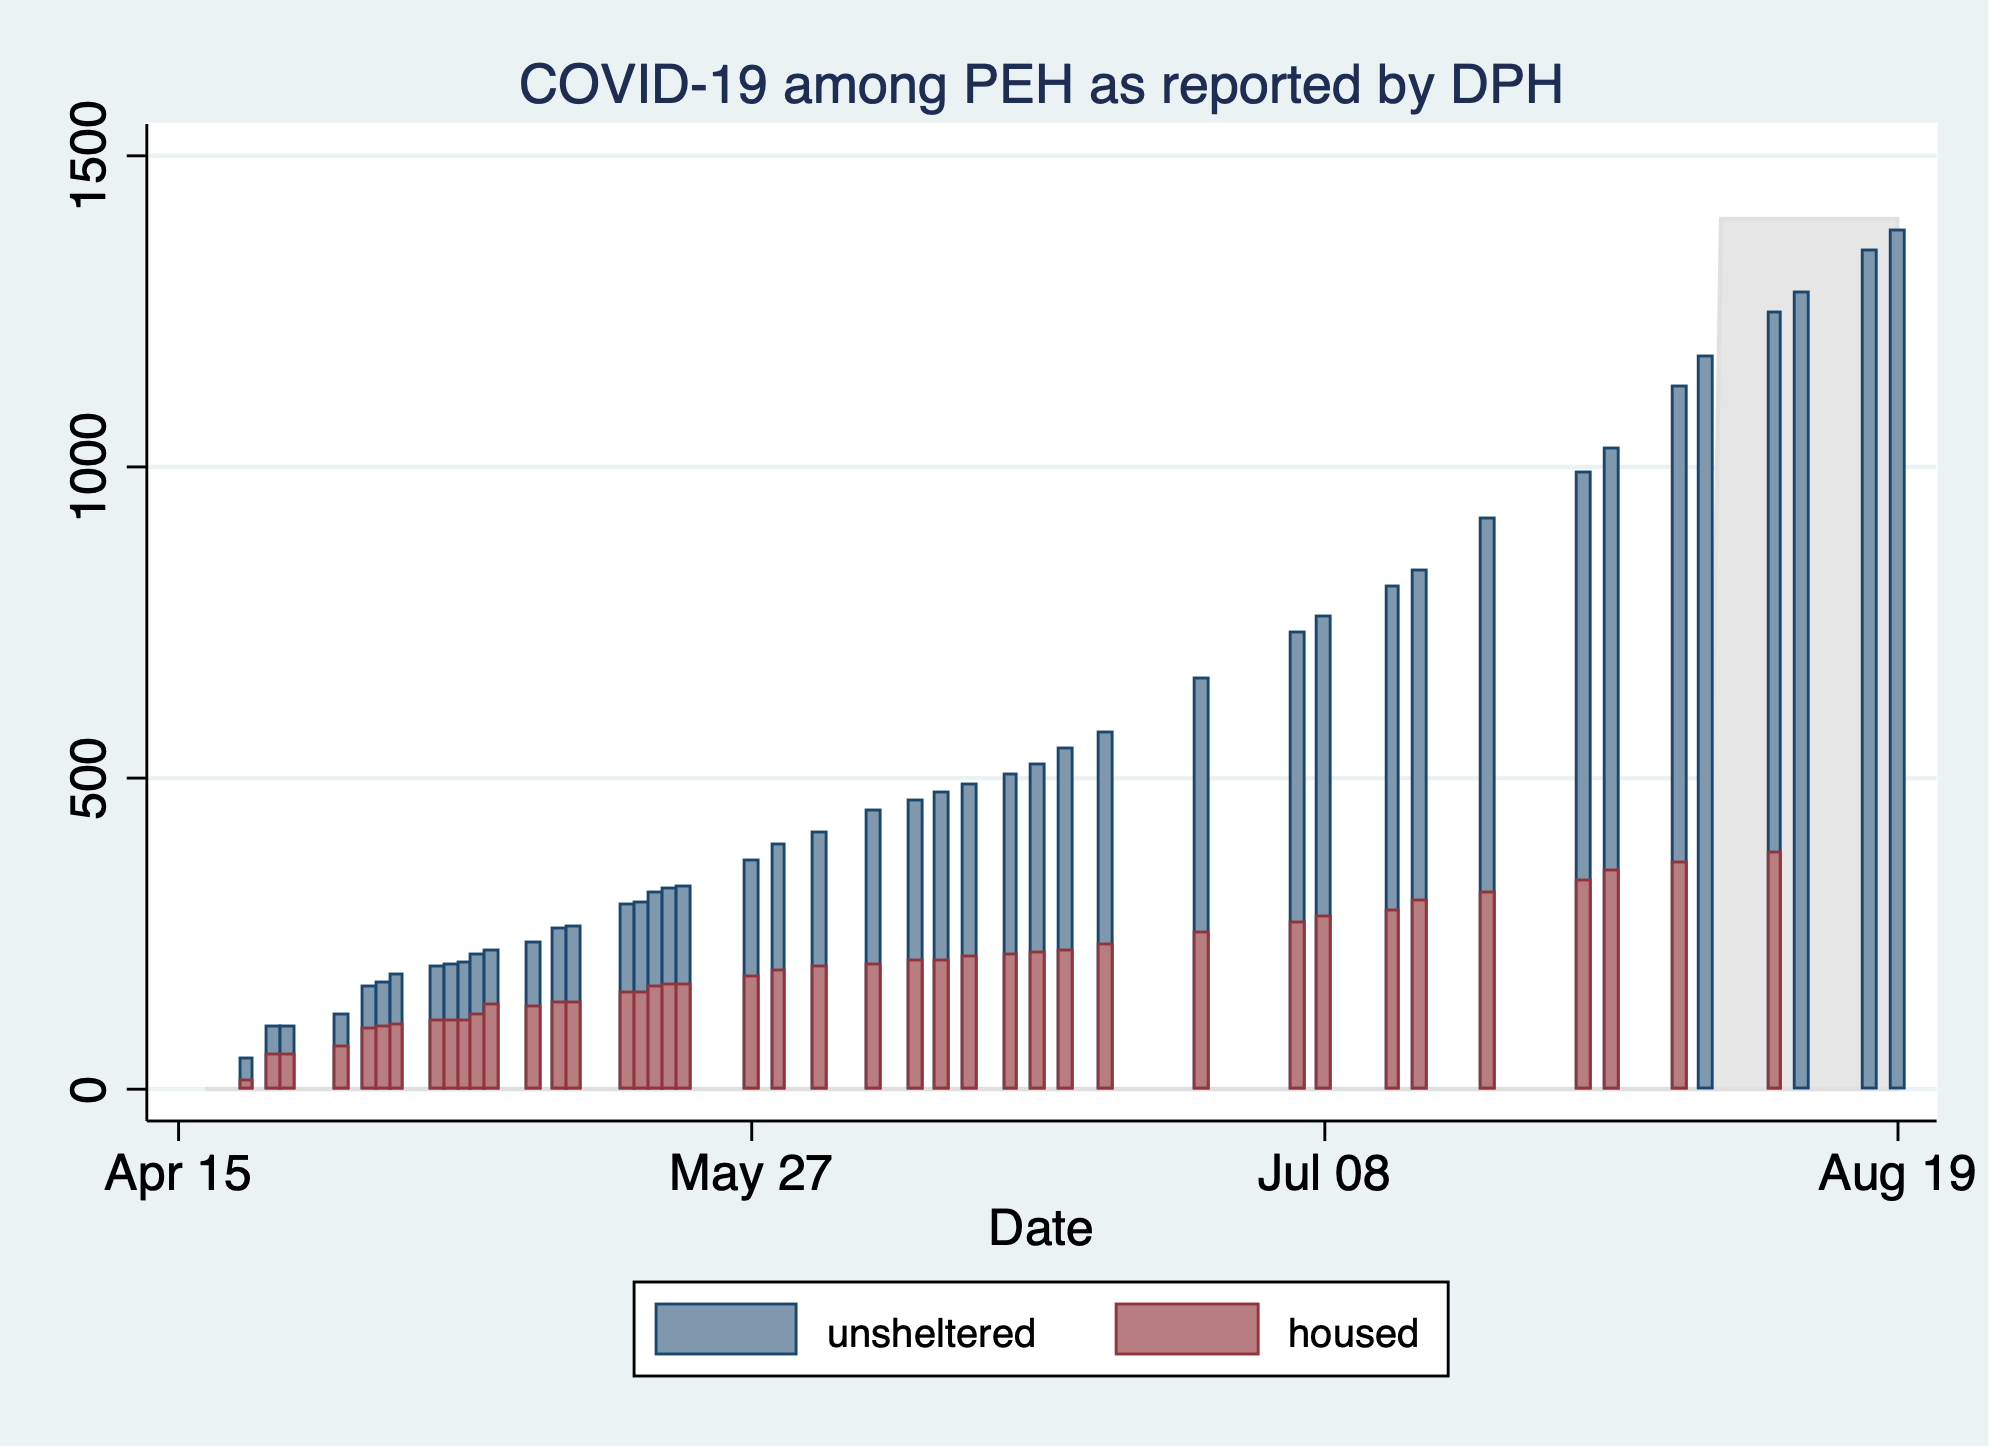 COVID-19 among PEH as reported by DPH
1500
1000
500
0
Apr 15 May 27 Jul 08 Aug 19
Date
unsheltered housed